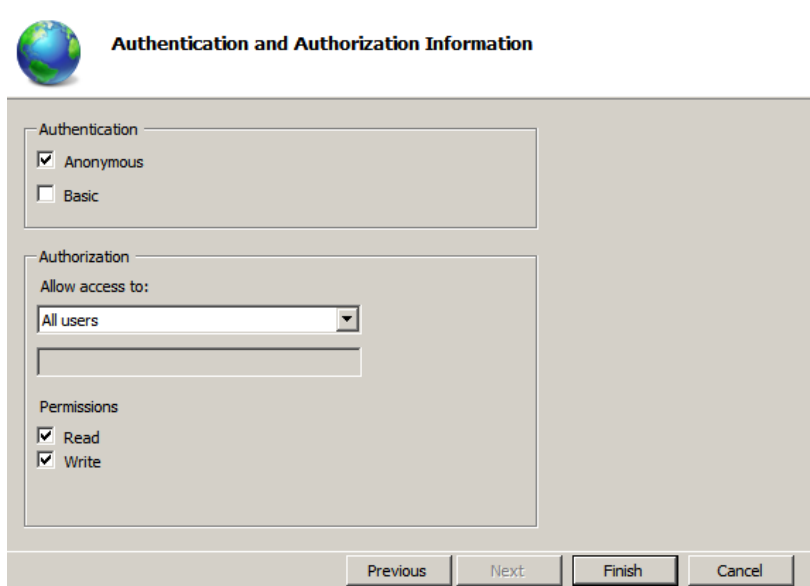 Authentication and Authorization Information
Authentication
Anonymous
Basic
Authorization
Allow access to:
All users
Permissions
Read
Write
Previous Next Finish Cancel